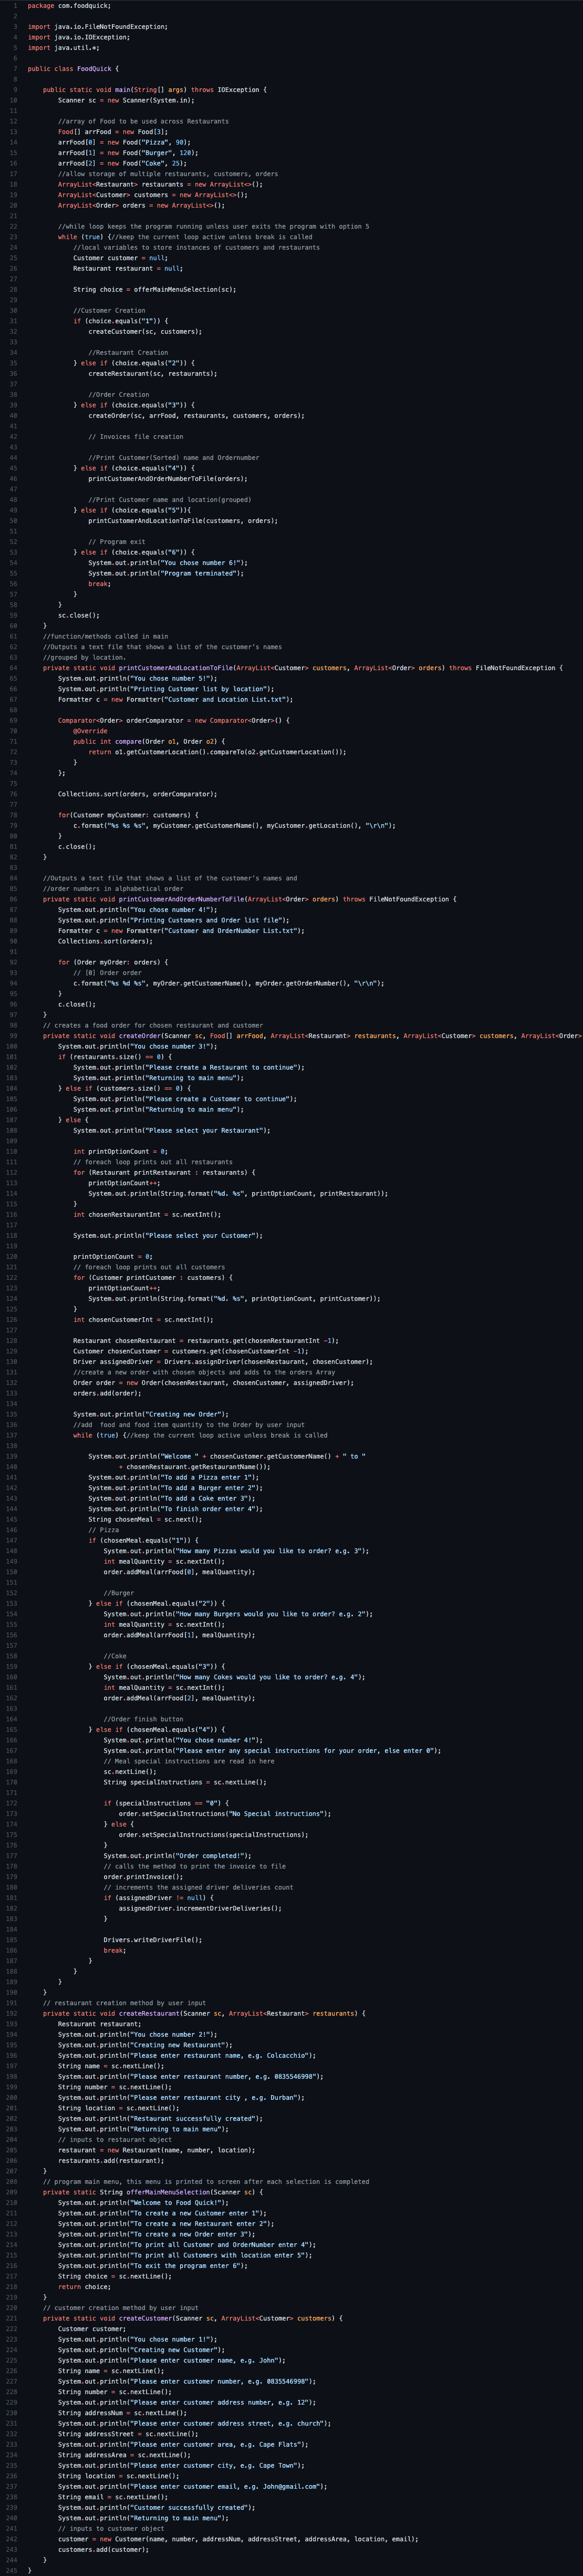 1 package com.foodquick;
2
3 import java.io.FileNotFoundException;
4 import java.io.IOException;
5 import java.util.*;
6
7 public class FoodQuick {
8
9 public static void main(String[] args) throws IOException {
10 Scanner sc = new Scanner(System.in);
11
12 //array of Food to be used across Restaurants
13 Food[] arrFood = new Food[3];
14 arrFood[0] = new Food("Pizza", 90);
15 arrFood[1] = new Food("Burger", 120);
16 arrFood[2] = new Food("Coke", 25);
17 //allow storage of multiple restaurants, customers, orders
18 ArrayList<Restaurant> restaurants = new ArrayList<>();
19 ArrayList<Customer> customers = new ArrayList<>();
20 ArrayList<Order> orders = new ArrayList<>();
21
22 //while loop keeps the program running unless user exits the program with option 5
23 while (true) {//keep the current loop active unless break is called
24 //local variables to store instances of customers and restaurants
25 Customer customer = null;
26 Restaurant restaurant = null;
27
28 String choice = offerMainMenuSelection(sc);
29
30 //Customer Creation
31 if (choice.equals("1")) {
32 createCustomer(sc, customers);
33
34 //Restaurant Creation
35 } else if (choice.equals("2")) {
36 createRestaurant(sc, restaurants);
37
38 //Order Creation
39 } else if (choice.equals("3")) {
40 createOrder(sc, arrFood, restaurants, customers, orders);
41
42 // Invoices file creation
43
44 //Print Customer(Sorted) name and Ordernumber
45 } else if (choice.equals("4")) {
46 printCustomerAndOrderNumberToFile(orders);
47
48 //Print Customer name and location(grouped)
49 } else if (choice.equals("5")){
50 printCustomerAndLocationToFile(customers, orders);
51
52 // Program exit
53 } else if (choice.equals("6")) {
54 System.out.println("You chose number 6!");
55 System.out.println("Program terminated");
56 break;
57 }
58 }
59 sc.close();
60 }
61 //function/methods called in main
62 //Outputs a text file that shows a list of the customer's names
63 //grouped by location.
64 private static void printCustomerAndLocationToFile(ArrayList<Customer> customers, ArrayList<Order> orders) throws FileNotFoundException {
65 System.out.println("You chose number 5!");
66 System.out.println("Printing Customer list by location");
67 Formatter c = new Formatter("Customer and Location List.txt");
68
69 Comparator<Order> orderComparator = new Comparator<Order>() {
70 @Override
71 public int compare(Order o1, Order o2) {
72 return o1.getCustomerLocation().compareTo(o2.getCustomerLocation());
73 }
74 };
75
76 Collections.sort(orders, orderComparator);
77
78 for(Customer myCustomer: customers) {
79 c.format("%s %s %s", myCustomer.getCustomerName(), myCustomer.getLocation(), "\r\n");
80 }
81 c.close();
82 }
83
84 //Outputs a text file that shows a list of the customer's names and
85 //order numbers in alphabetical order
86 private static void printCustomerAndOrderNumberToFile(ArrayList<Order> orders) throws FileNotFoundException {
87 System.out.println("You chose number 4!");
88 System.out.println("Printing Customers and Order list file");
89 Formatter c = new Formatter("Customer and OrderNumber List.txt");
90 Collections.sort(orders);
91
92 for (Order myOrder: orders) {
93 // [0] Order order
94 c.format("%s %d %s", myOrder.getCustomerName(), myOrder.getOrderNumber(), "\r\n");
95 }
96 c.close();
97 }
98 // creates a food order for chosen restaurant and customer
99 private static void createOrder(Scanner sc, Food[] arrFood, ArrayList<Restaurant> restaurants, ArrayList<Customer> customers, ArrayList<Order>
100 System.out.println("You chose number 3!");
101 if (restaurants.size() == 0) {
102 System.out.println("Please create a Restaurant to continue");
103 System.out.println("Returning to main menu");
104 } else if (customers.size() == 0) {
105 System.out.println("Please create a Customer to continue");
106 System.out.println("Returning to main menu");
107 } else {
108 System.out.println("Please select your Restaurant");
109
110 int printOptionCount = 0;
111 // foreach loop prints out all restaurants
112 for (Restaurant printRestaurant : restaurants) {
113 printOptionCount++;
114 System.out.println(String.format("%d. %s", printOptionCount, printRestaurant));
115 }
116 int chosenRestaurantInt = sc.nextInt();
117
118 System.out.println("Please select your Customer");
119
120 printOptionCount = 0;
121 // foreach loop prints out all customers
122 for (Customer printCustomer : customers) {
123 printOptionCount++;
124 System.out.println(String.format("%d. %s", printOptionCount, printCustomer));
125 }
126 int chosenCustomerInt = sc.nextInt();
127
128 Restaurant chosenRestaurant = restaurants.get(chosenRestaurantInt -1);
129 Customer chosenCustomer = customers.get(chosenCustomerInt -1);
130 Driver assignedDriver = Drivers.assignDriver(chosenRestaurant, chosenCustomer);
131 //create a new order with chosen objects and adds to the orders Array
132 Order order = new Order(chosenRestaurant, chosenCustomer, assignedDriver);
133 orders.add(order);
134
135 System.out.println("Creating new Order");
136 //add  food and food item quantity to the Order by user input
137 while (true) {//keep the current loop active unless break is called
138
139 System.out.println("Welcome " + chosenCustomer.getCustomerName() + " to "
140 + chosenRestaurant.getRestaurantName());
141 System.out.println("To add a Pizza enter 1");
142 System.out.println("To add a Burger enter 2");
143 System.out.println("To add a Coke enter 3");
144 System.out.println("To finish order enter 4");
145 String chosenMeal = sc.next();
146 // Pizza
147 if (chosenMeal.equals("1")) {
148 System.out.println("How many Pizzas would you like to order? e.g. 3");
149 int mealQuantity = sc.nextInt();
150 order.addMeal(arrFood[0], mealQuantity);
151
152 //Burger
153 } else if (chosenMeal.equals("2")) {
154 System.out.println("How many Burgers would you like to order? e.g. 2");
155 int mealQuantity = sc.nextInt();
156 order.addMeal(arrFood[1], mealQuantity);
157
158 //Coke
159 } else if (chosenMeal.equals("3")) {
160 System.out.println("How many Cokes would you like to order? e.g. 4");
161 int mealQuantity = sc.nextInt();
162 order.addMeal(arrFood[2], mealQuantity);
163
164 //Order finish button
165 } else if (chosenMeal.equals("4")) {
166 System.out.println("You chose number 4!");
167 System.out.println("Please enter any special instructions for your order, else enter 0");
168 // Meal special instructions are read in here
169 sc.nextLine();
170 String specialInstructions = sc.nextLine();
171
172 if (specialInstructions == "0") {
173 order.setSpecialInstructions("No Special instructions");
174 } else {
175 order.setSpecialInstructions(specialInstructions);
176 }
177 System.out.println("Order completed!");
178 // calls the method to print the invoice to file
179 order.printInvoice();
180 // increments the assigned driver deliveries count
181 if (assignedDriver != null) {
182 assignedDriver.incrementDriverDeliveries();
183 }
184
185 Drivers.writeDriverFile();
186 break;
187 }
188 }
189 }
190 }
191 // restaurant creation method by user input
192 private static void createRestaurant(Scanner sc, ArrayList<Restaurant> restaurants) {
193 Restaurant restaurant;
194 System.out.println("You chose number 2!");
195 System.out.println("Creating new Restaurant");
196 System.out.println("Please enter restaurant name, e.g. Colcacchio");
197 String name = sc.nextLine();
198 System.out.println("Please enter restaurant number, e.g. 0835546998");
199 String number = sc.nextLine();
200 System.out.println("Please enter restaurant city , e.g. Durban");
201 String location = sc.nextLine();
202 System.out.println("Restaurant successfully created");
203 System.out.println("Returning to main menu");
204 // inputs to restaurant object
205 restaurant = new Restaurant(name, number, location);
206 restaurants.add(restaurant);
207 }
208 // program main menu, this menu is printed to screen after each selection is completed
209 private static String offerMainMenuSelection(Scanner sc) {
210 System.out.println("Welcome to Food Quick!");
211 System.out.println("To create a new Customer enter 1");
212 System.out.println("To create a new Restaurant enter 2");
213 System.out.println("To create a new Order enter 3");
214 System.out.println("To print all Customer and OrderNumber enter 4");
215 System.out.println("To print all Customers with location enter 5");
216 System.out.println("To exit the program enter 6");
217 String choice = sc.nextLine();
218 return choice;
219 }
220 // customer creation method by user input
221 private static void createCustomer(Scanner sc, ArrayList<Customer> customers) {
222 Customer customer;
223 System.out.println("You chose number 1!");
224 System.out.println("Creating new Customer");
225 System.out.println("Please enter customer name, e.g. John");
226 String name = sc.nextLine();
227 System.out.println("Please enter customer number, e.g. 0835546998");
228 String number = sc.nextLine();
229 System.out.println("Please enter customer address number, e.g. 12");
230 String addressNum = sc.nextLine();
231 System.out.println("Please enter customer address street, e.g. church");
232 String addressStreet = sc.nextLine();
233 System.out.println("Please enter customer area, e.g. Cape Flats");
234 String addressArea = sc.nextLine();
235 System.out.println("Please enter customer city, e.g. Cape Town");
236 String location = sc.nextLine();
237 System.out.println("Please enter customer email, e.g. John@gmail.com");
238 String email = sc.nextLine();
239 System.out.println("Customer successfully created");
240 System.out.println("Returning to main menu");
241 // inputs to customer object
242 customer = new Customer(name, number, addressNum, addressStreet, addressArea, location, email);
243 customers.add(customer);
244 }
245 }